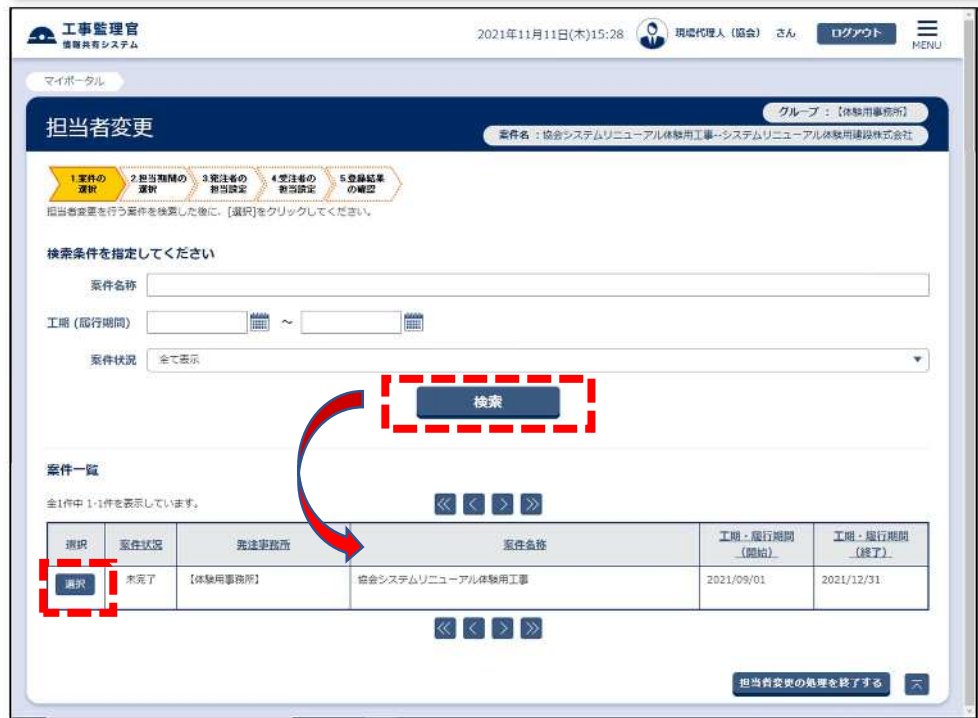 工事監理官
情報共有システム
2021年11月11日(木)15:28
現場代理人（協会） さん
ログアウト
MENU
マイポータル
担当者変更
グループ：【体験用事務所】
案件名：協会システムリニューアル体験用工事--システムリニューアル体験用建設株式会社
1.案件の選択
2.担当期間の選択
3.発注者の担当設定
4.受注者の担当設定
5.登録結果の確認
担当者変更を行う案件を検索した後に、[選択]をクリックしてください。
検索条件を指定してください
案件名称
工期 (履行期間) ～
案件状況 全て表示
検索
案件一覧
全1件中 1-1件を表示しています。
選択 案件状況 発注事務所 案件名称 工期・履行期間（開始） 工期・履行期間（終了）
選択 未完了 【体験用事務所】 協会システムリニューアル体験用工事 2021/09/01 2021/12/31
担当者変更の処理を終了する